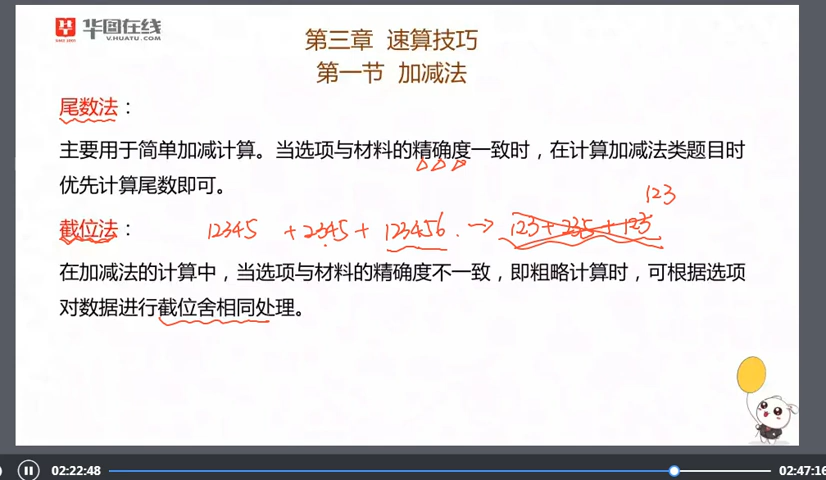 华图在线
V.HUATU.COM
第三章 速算技巧
第一节 加减法
尾数法：
主要用于简单加减计算。当选项与材料的精确度一致时，在计算加减法类题目时
优先计算尾数即可。
123
截位法： 12345 +2345+ 123456 . → 123+235+123
在加减法的计算中，当选项与材料的精确度不一致，即粗略计算时，可根据选项
对数据进行截位舍相同处理。
02:22:48 02:47:16